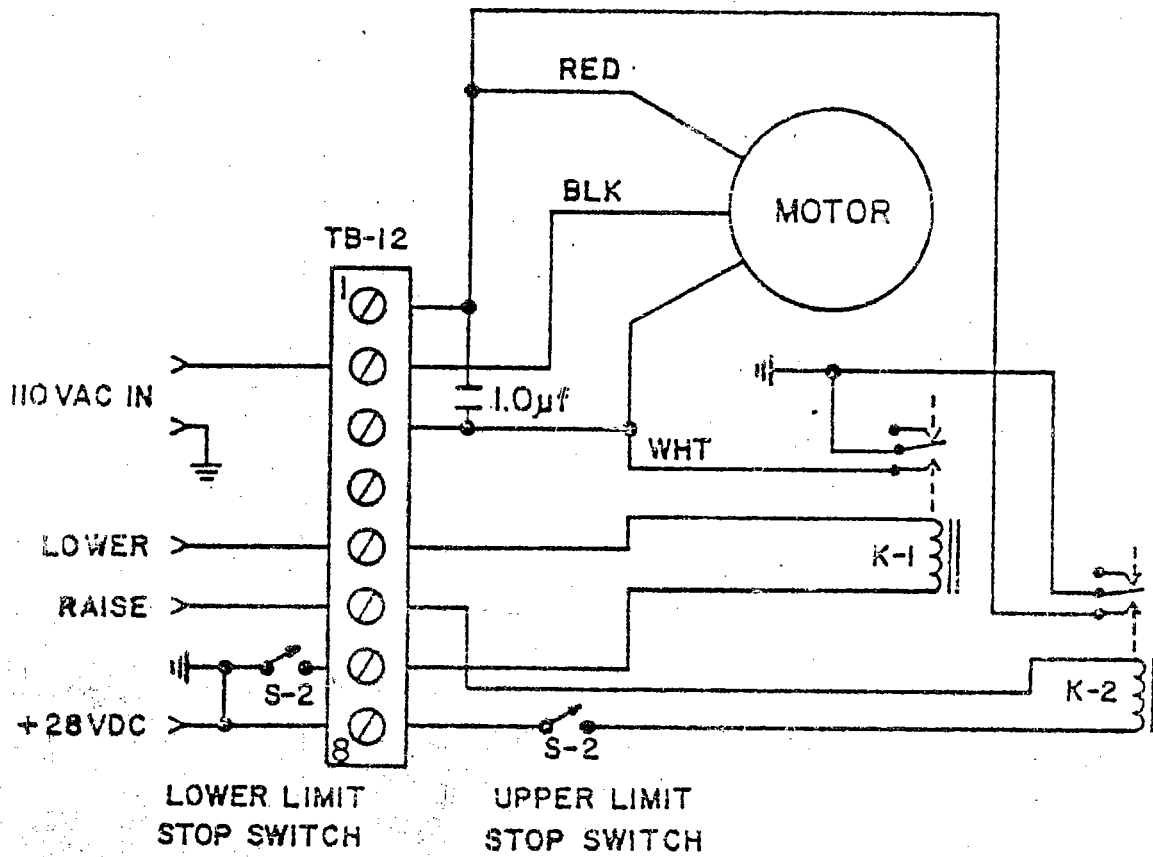 RED
BLK
MOTOR
TB-12
1
110 VAC IN
1.0µf
WHT
LOWER
K-1
RAISE
S-2
K-2
+28VDC
8
S-2
LOWER LIMIT
STOP SWITCH
UPPER LIMIT
STOP SWITCH